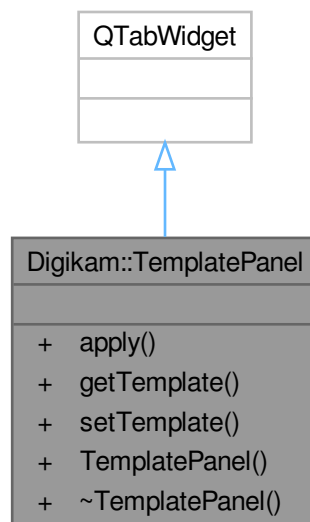 QTabWidget
Digikam::TemplatePanel
+ apply()
+ getTemplate()
+ setTemplate()
+ TemplatePanel()
+ ~TemplatePanel()